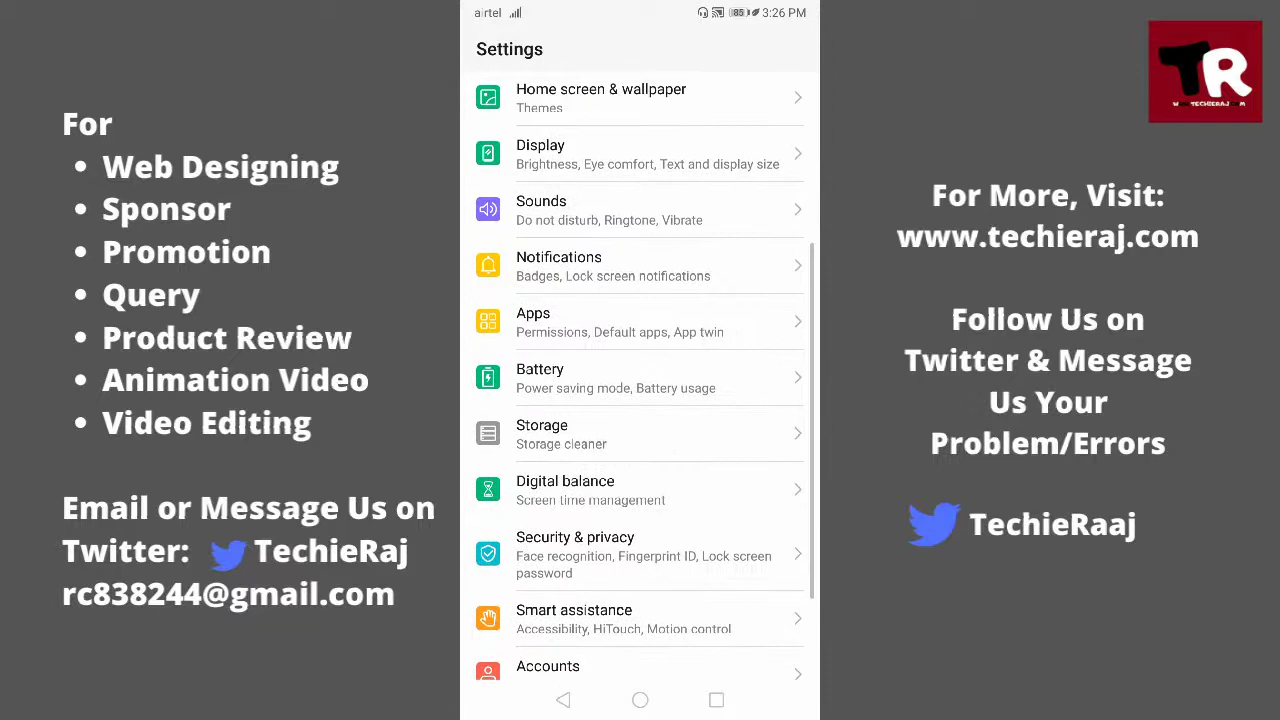 For
• Web Designing
• Sponsor
• Promotion
• Query
• Product Review
• Animation Video
• Video Editing
Email or Message Us on
Twitter: TechieRaj
rc838244@gmail.com
airtel
85
3:26 PM
Settings
Home screen & wallpaper
Themes
Display
Brightness, Eye comfort, Text and display size
Sounds
Do not disturb, Ringtone, Vibrate
Notifications
Badges, Lock screen notifications
Apps
Permissions, Default apps, App twin
Battery
Power saving mode, Battery usage
Storage
Storage cleaner
Digital balance
Screen time management
Security & privacy
Face recognition, Fingerprint ID, Lock screen
password
Smart assistance
Accessibility, HiTouch, Motion control
Accounts
TR
For More, Visit:
www.techieraj.com
Follow Us on
Twitter & Message
Us Your
Problem/Errors
TechieRaaj